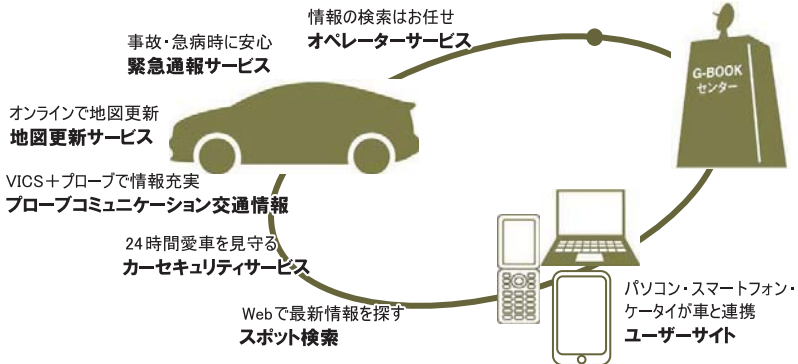 情報の検索はお任せ
オペレーターサービス
事故・急病時に安心
緊急通報サービス
G-BOOK
センター
オンラインで地図更新
地図更新サービス
VICS＋プローブで情報充実
プローブコミュニケーション交通情報
24時間愛車を見守る
カーセキュリティサービス
Webで最新情報を探す
スポット検索
パソコン・スマートフォン・
ケータイが車と連携
ユーザーサイト